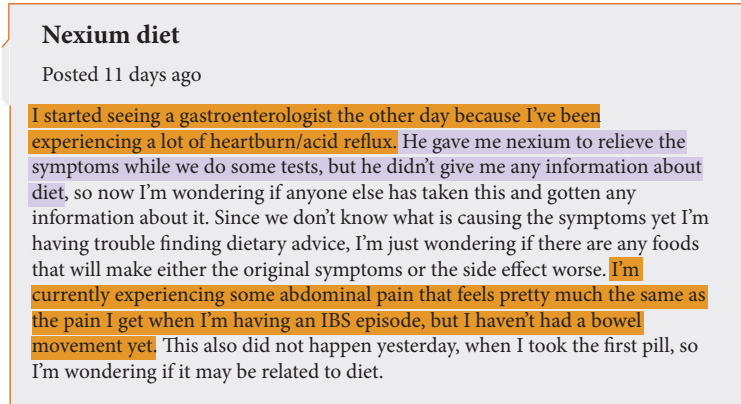 Nexium diet
Posted 11 days ago
I started seeing a gastroenterologist the other day because I’ve been
experiencing a lot of heartburn/acid reflux. He gave me nexium to relieve the
symptoms while we do some tests, but he didn’t give me any information about
diet, so now I’m wondering if anyone else has taken this and gotten any
information about it. Since we don’t know what is causing the symptoms yet I’m
having trouble finding dietary advice, I’m just wondering if there are any foods
that will make either the original symptoms or the side effect worse. I’m
currently experiencing some abdominal pain that feels pretty much the same as
the pain I get when I’m having an IBS episode, but I haven’t had a bowel
movement yet. This also did not happen yesterday, when I took the first pill, so
I’m wondering if it may be related to diet.